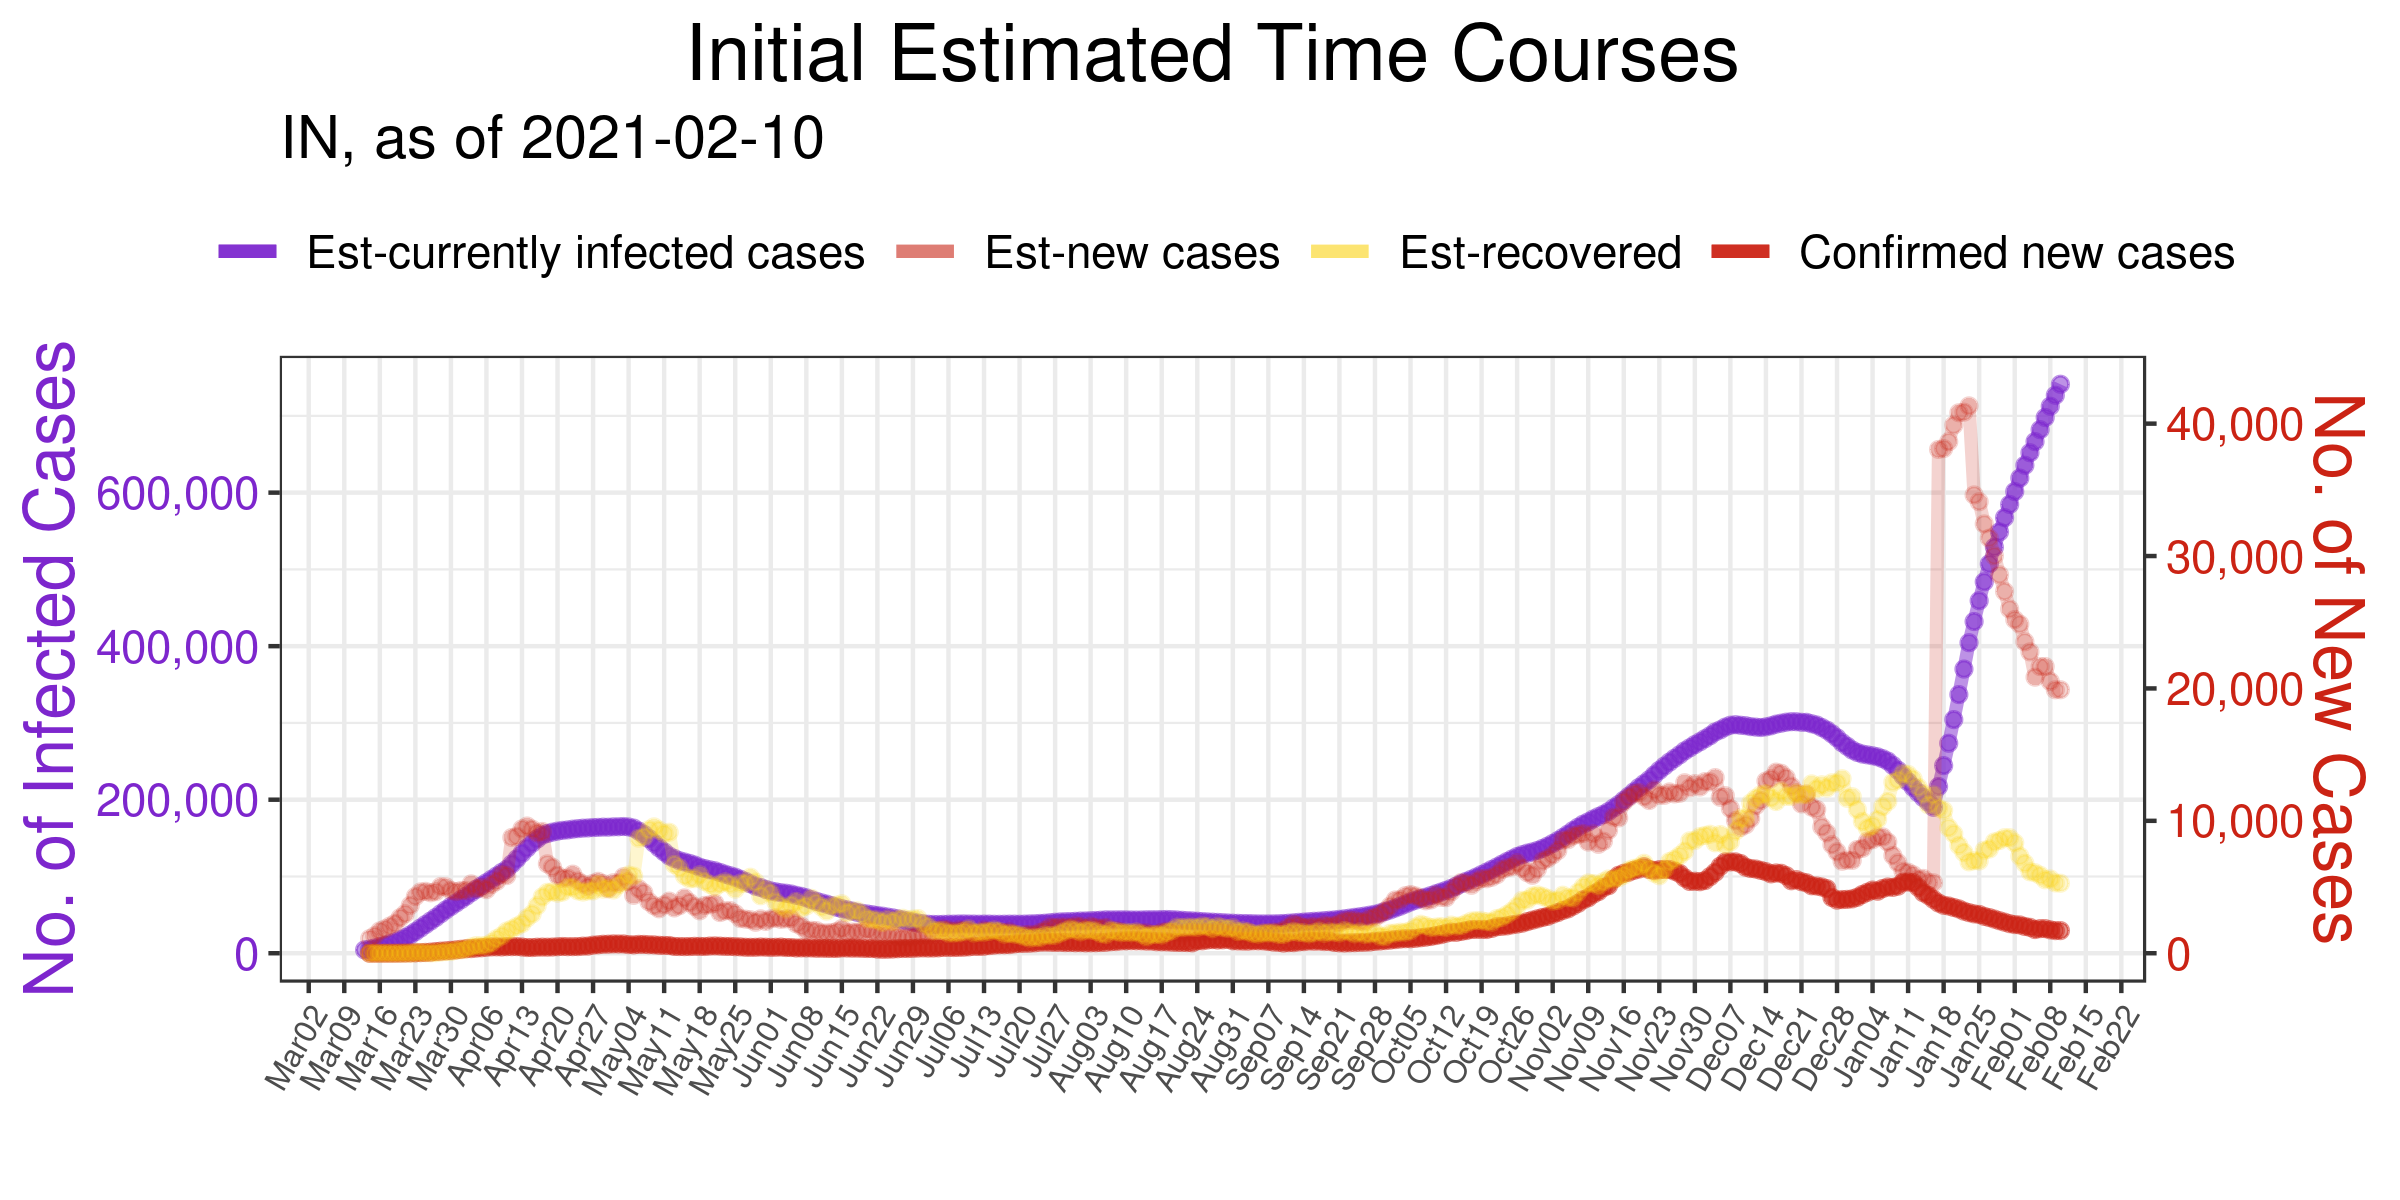 Initial Estimated Time Courses
IN, as of 2021-02-10
Est-currently infected cases
Est-new cases
Est-recovered
Confirmed new cases
No. of Infected Cases
600,000
400,000
200,000
0
40,000
30,000
20,000
10,000
0
No. of New Cases
Mar02
Mar09
Mar16
Mar23
Mar30
Apr06
Apr13
Apr20
Apr27
May04
May11
May18
May25
Jun01
Jun08
Jun15
Jun22
Jun29
Jul06
Jul13
Jul20
Jul27
Aug03
Aug10
Aug17
Aug24
Aug31
Sep07
Sep14
Sep21
Sep28
Oct05
Oct12
Oct19
Oct26
Nov02
Nov09
Nov16
Nov23
Nov30
Dec07
Dec14
Dec21
Dec28
Jan04
Jan11
Jan18
Jan25
Feb01
Feb08
Feb15
Feb22